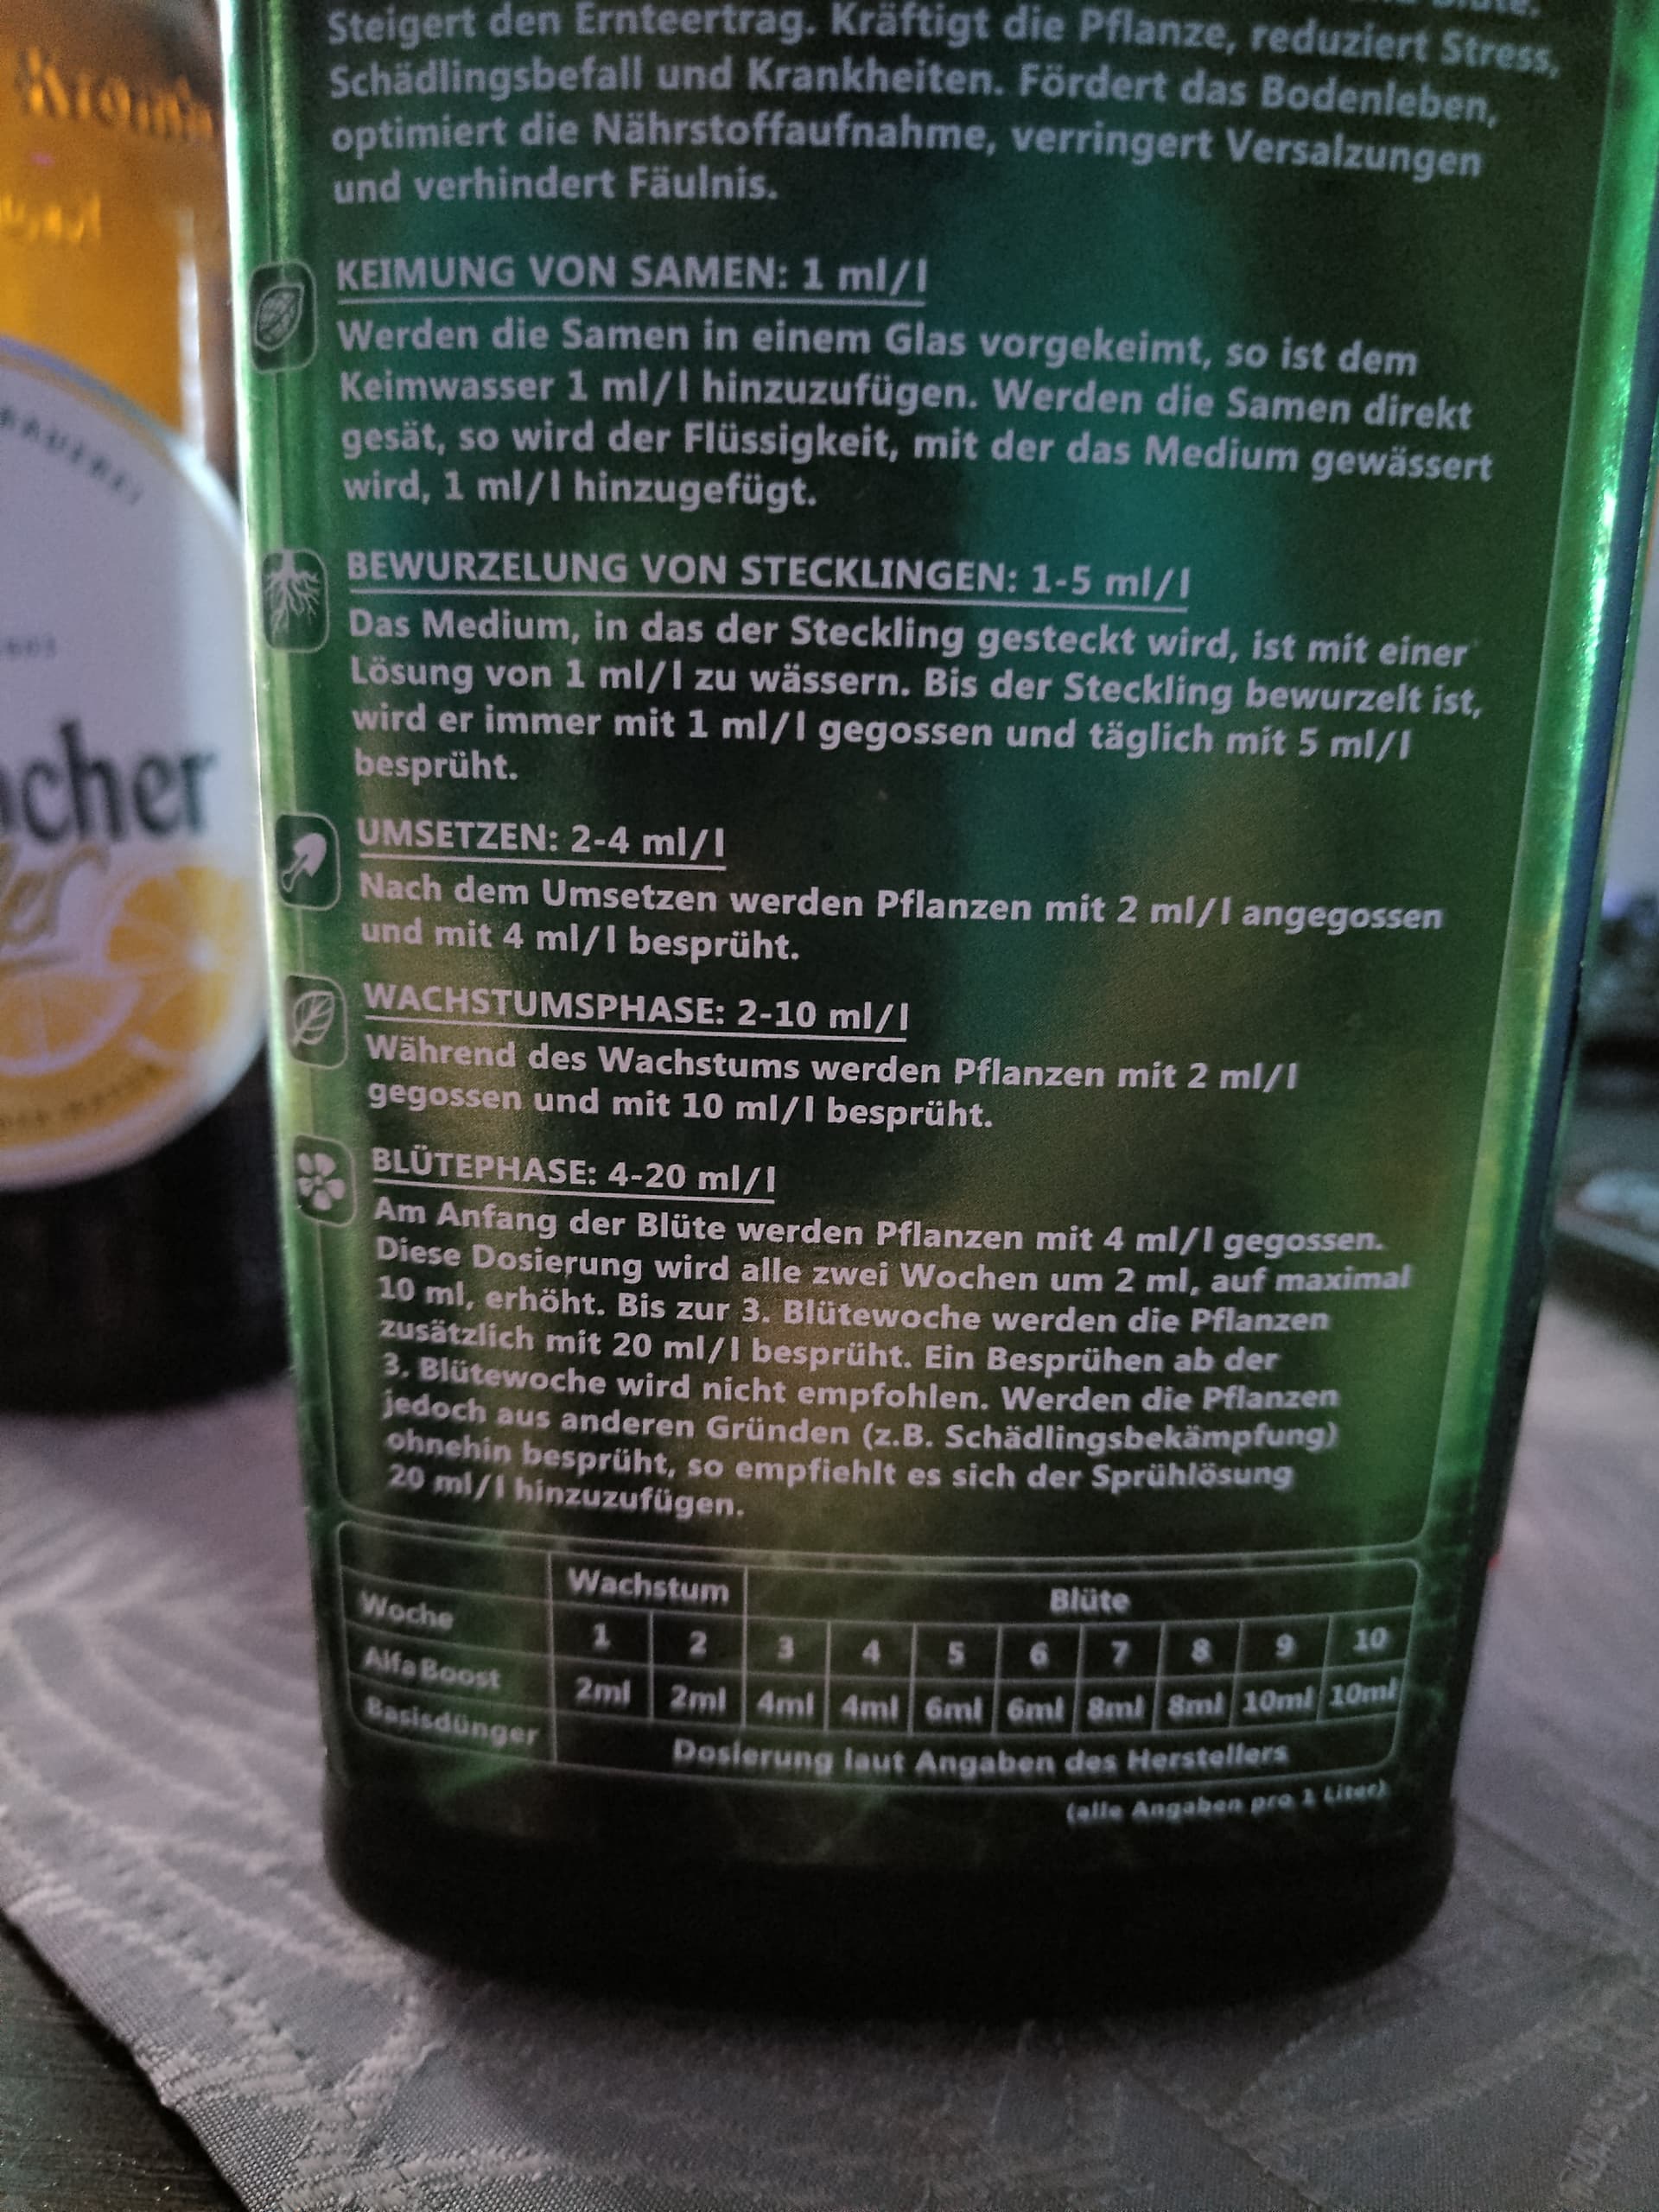 Steigert den Ernteertrag. Kräftigt die Pflanze, reduziert Stress,
Schädlingsbefall und Krankheiten. Fördert das Bodenleben,
optimiert die Nährstoffaufnahme, verringert Versalzungen
und verhindert Fäulnis.
KEIMUNG VON SAMEN: 1 ml/l
Werden die Samen in einem Glas vorgekeimt, so ist dem
Keimwasser 1 ml/l hinzuzufügen. Werden die Samen direkt
gesät, so wird der Flüssigkeit, mit der das Medium gewässert
wird, 1 ml/l hinzugefügt.
BEWURZELUNG VON STECKLINGEN: 1-5 ml/l
Das Medium, in das der Steckling gesteckt wird, ist mit einer
Lösung von 1 ml/l zu wässern. Bis der Steckling bewurzelt ist,
wird er immer mit 1 ml/l gegossen und täglich mit 5 ml/l
besprüht.
UMSETZEN: 2-4 ml/l
Nach dem Umsetzen werden Pflanzen mit 2 ml/l angegossen
und mit 4 ml/l besprüht.
WACHSTUMSPHASE: 2-10 ml/l
Während des Wachstums werden Pflanzen mit 2 ml/l
gegossen und mit 10 ml/l besprüht.
BLÜTEPHASE: 4-20 ml/l
Am Anfang der Blüte werden Pflanzen mit 4 ml/l gegossen.
Diese Dosierung wird alle zwei Wochen um 2 ml, auf maximal
10 ml, erhöht. Bis zur 3. Blütewoche werden die Pflanzen
zusätzlich mit 20 ml/l besprüht. Ein Besprühen ab der
3. Blütewoche wird nicht empfohlen. Werden die Pflanzen
jedoch aus anderen Gründen (z.B. Schädlingsbekämpfung)
ohnehin besprüht, so empfiehlt es sich der Sprühlösung
20 ml/l hinzuzufügen.
Wachstum Blüte
Woche 1 2 3 4 5 6 7 8 9 10
Alfa Boost 2ml 2ml 4ml 4ml 6ml 6ml 8ml 8ml 10ml 10ml
Basisdünger Dosierung laut Angaben des Herstellers
(alle Angaben pro 1 Liter)
cher